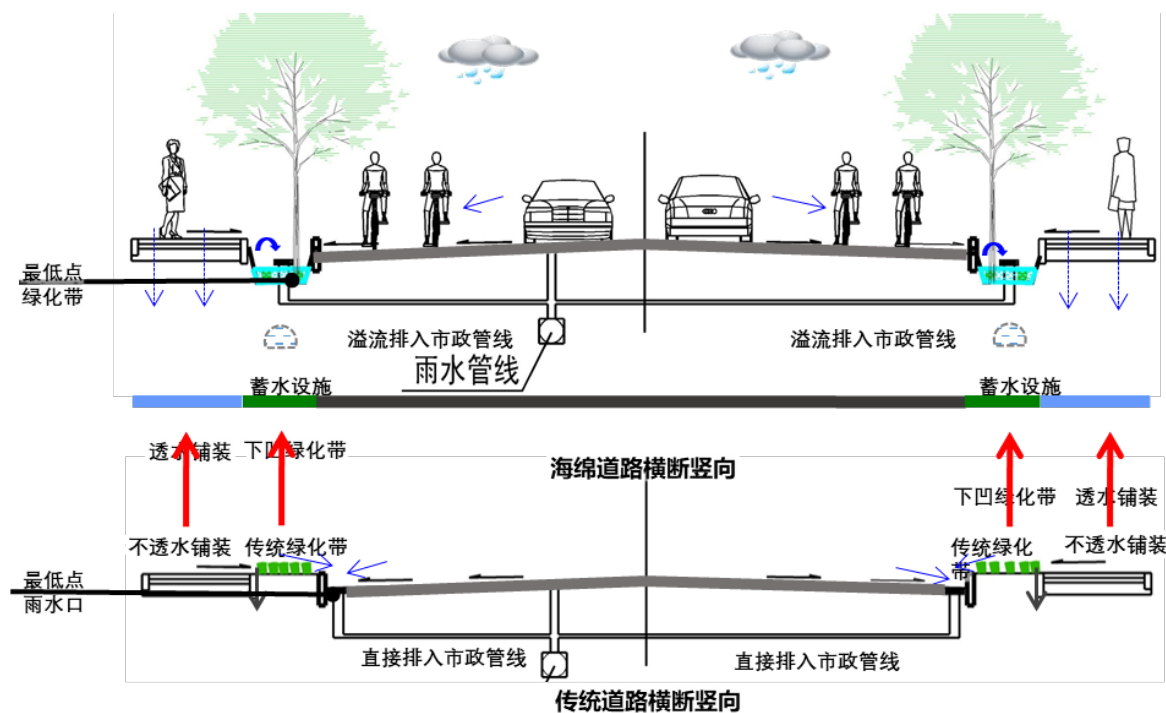 最低点
绿化带
溢流排入市政管线
溢流排入市政管线
雨水管线
蓄水设施
蓄水设施
透水铺装
下凹绿化带
海绵道路横断竖向
下凹绿化带
透水铺装
不透水铺装
传统绿化带
传统绿化
带
不透水铺装
最低点
雨水口
直接排入市政管线
直接排入市政管线
传统道路横断竖向